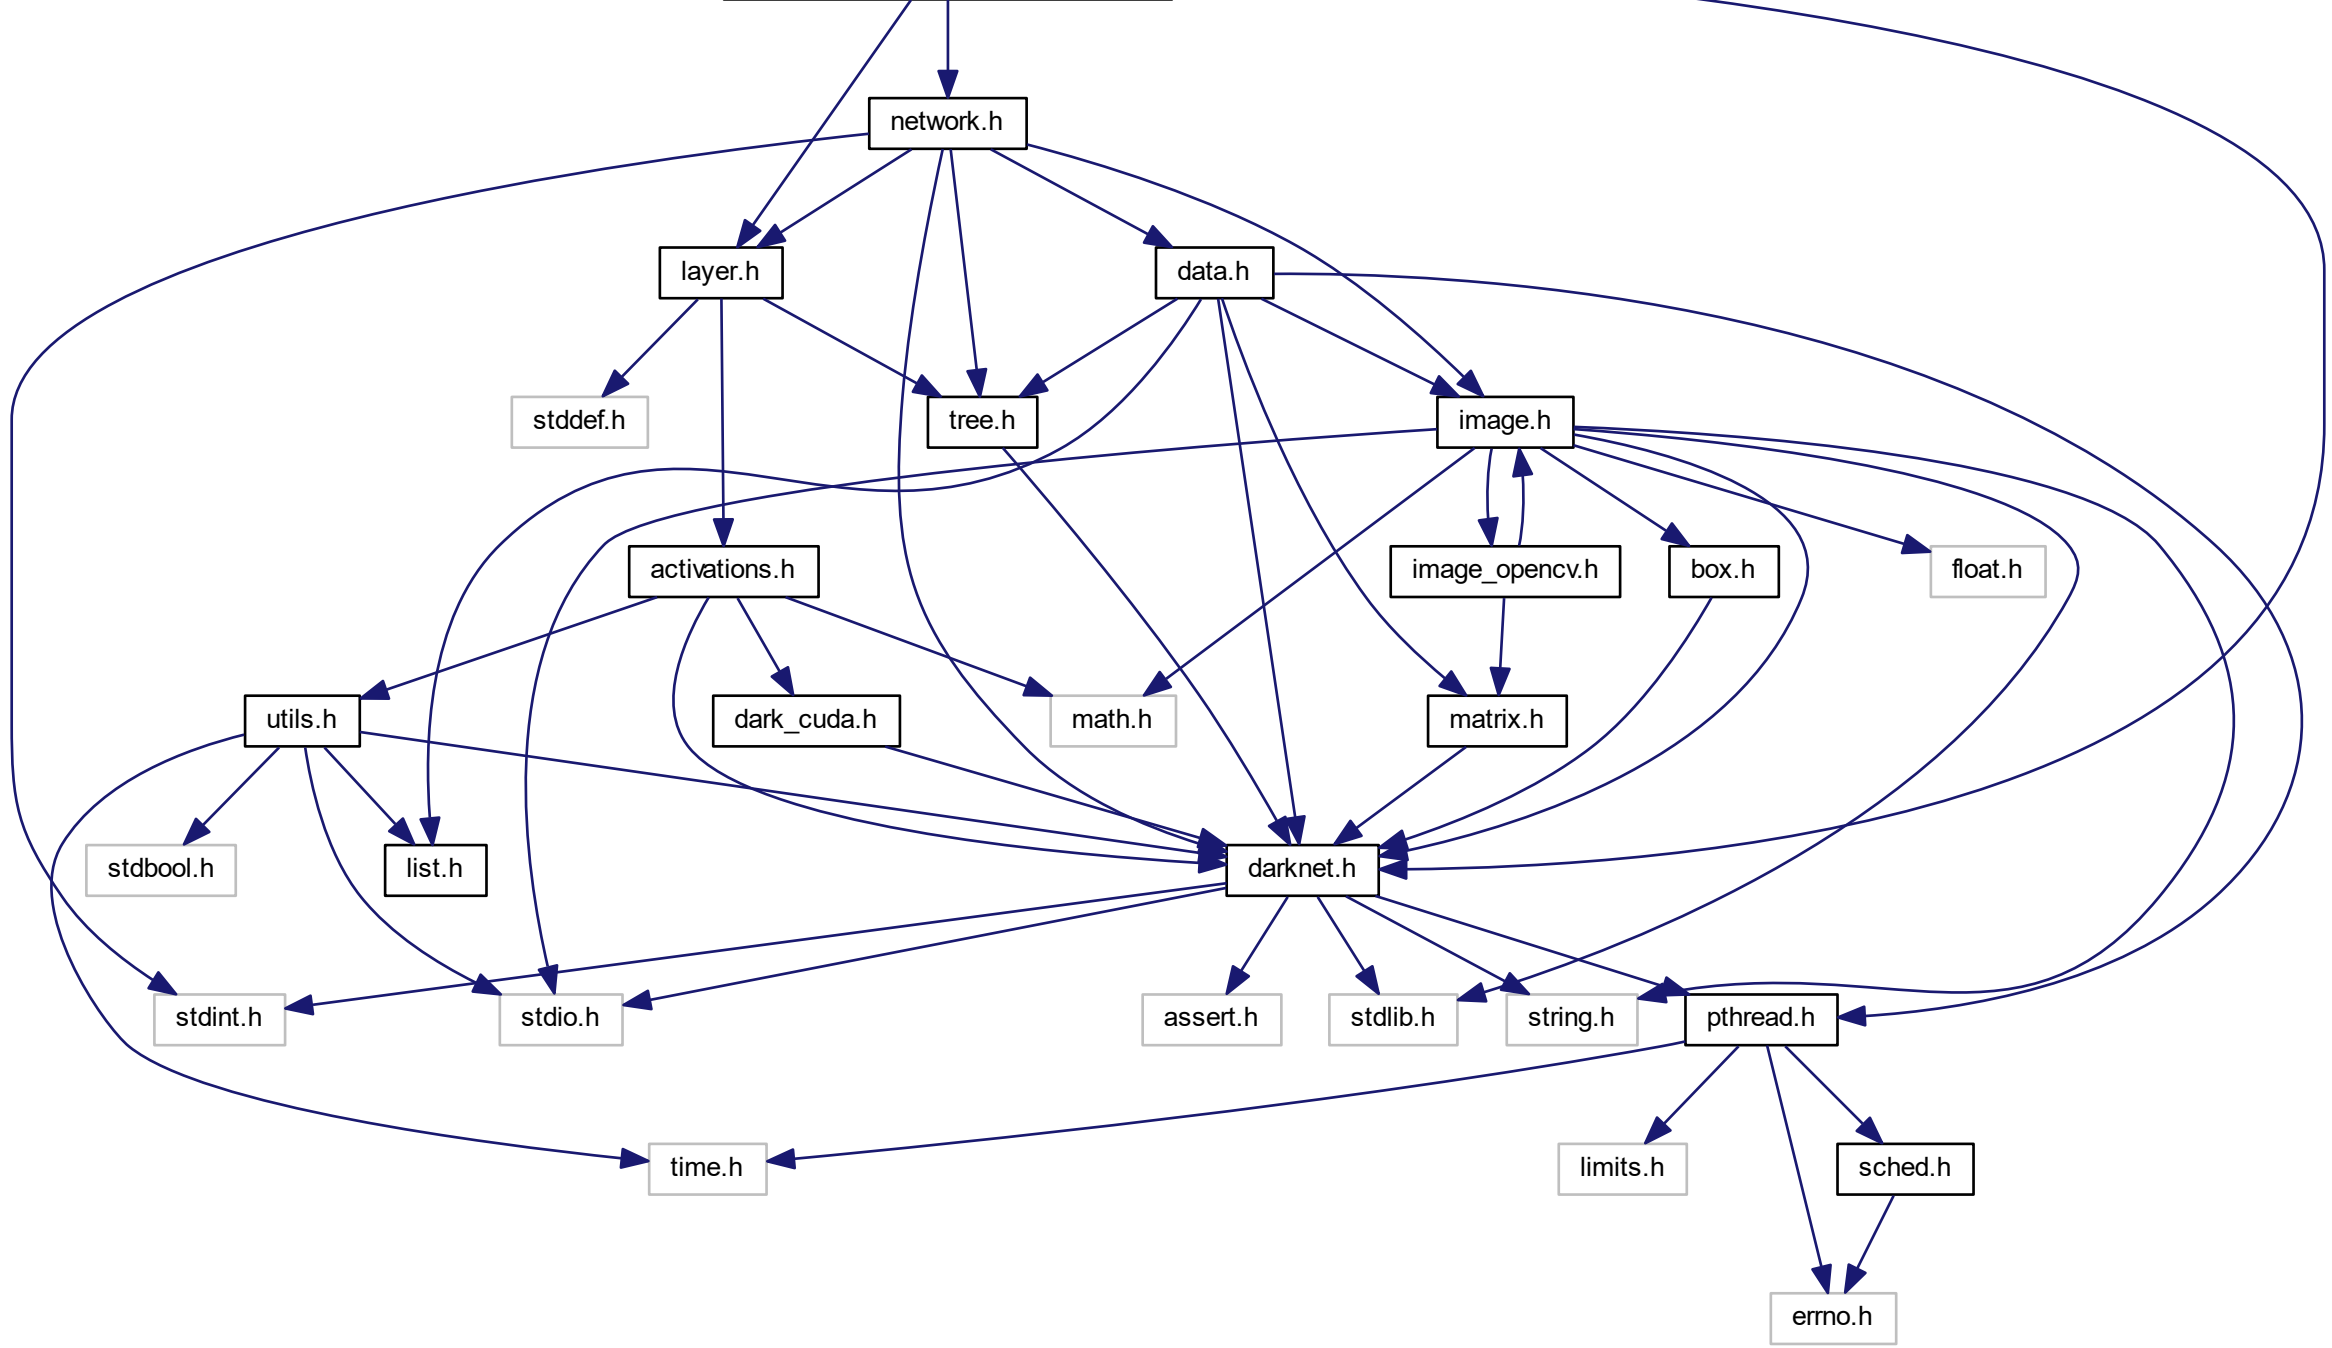 network.h
layer.h
data.h
stddef.h
tree.h
image.h
activations.h
image_opencv.h
box.h
float.h
utils.h
dark_cuda.h
math.h
matrix.h
stdbool.h
list.h
darknet.h
stdint.h
stdio.h
assert.h
stdlib.h
string.h
pthread.h
time.h
limits.h
sched.h
errno.h